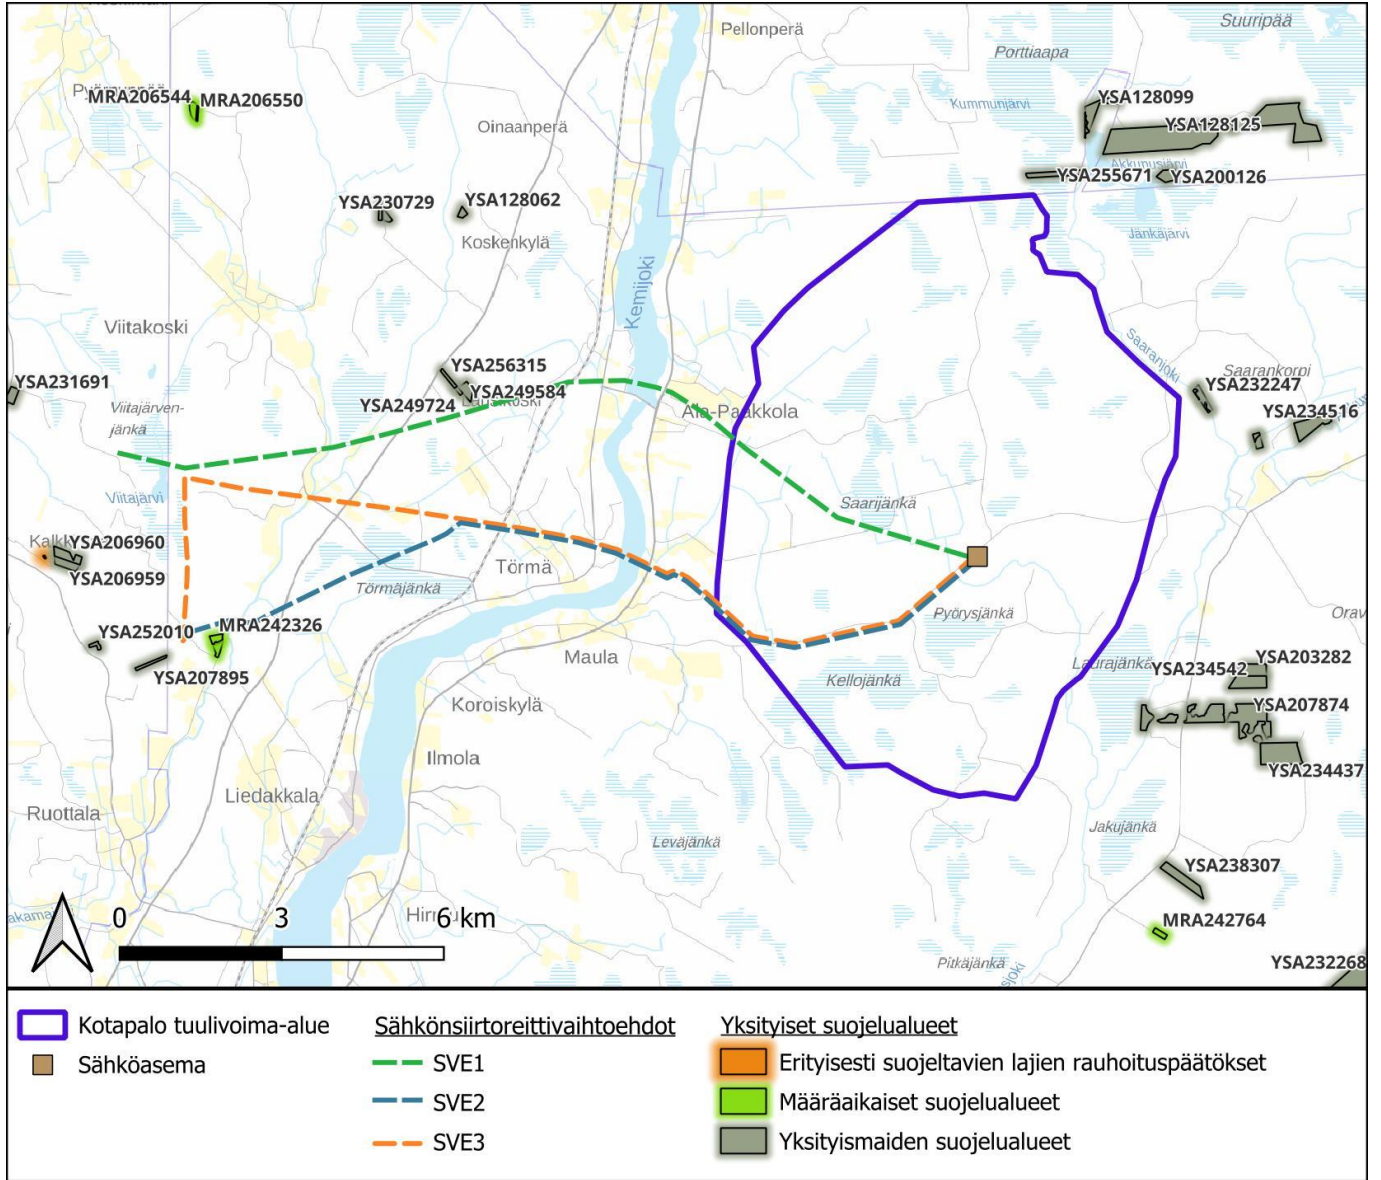 Pellonperä
Suuripää
Porttiaapa
MRA206544
MRA206550
Kummunjärvi
YSA128099
Oinaanperä
YSA128125
Akkunusjärvi
YSA255671
YSA200126
YSA230729
YSA128062
Koskenkylä
Jänkäjärvi
Kemijoki
Viitakoski
Saaranjoki
YSA256315
Saarankorpi
YSA231691
YSA249584
YSA232247
Viitajärven-
jänkä
YSA249724
Ala-Paakkola
YSA234516
Viitajärvi
Saarijänkä
YSA206960
YSA206959
Törmä
Törmäjänkä
Pyörysjänkä
YSA252010
MRA242326
Maula
Laurajänkä
YSA234542
YSA203282
YSA207895
Kellojänkä
Koroiskylä
YSA207874
Ilmola
YSA234437
Liedakkala
Ruottala
Jakujänkä
Leväjänkä
YSA238307
MRA242764
0 3 6 km
Pitkäjänkä
YSA232268
Kotapalo tuulivoima-alue
Sähköasema
Sähkönsiirtoreittivaihtoehdot
SVE1
SVE2
SVE3
Yksityiset suojelualueet
Erityisesti suojeltavien lajien rauhoituspäätökset
Määräaikaiset suojelualueet
Yksityismaiden suojelualueet